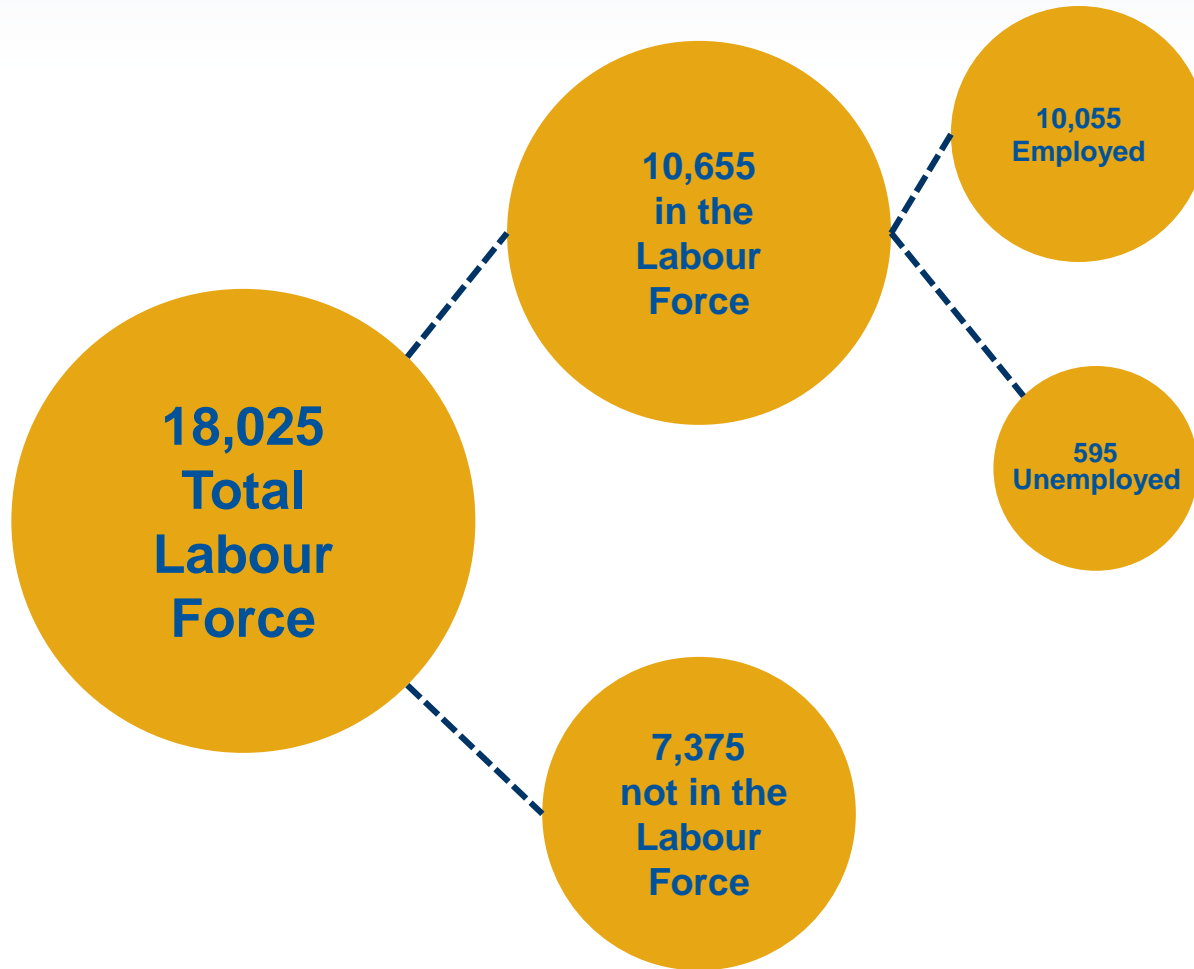 10,055
Employed
10,655
in the
Labour
Force
18,025
Total
Labour
Force
595
Unemployed
7,375
not in the
Labour
Force